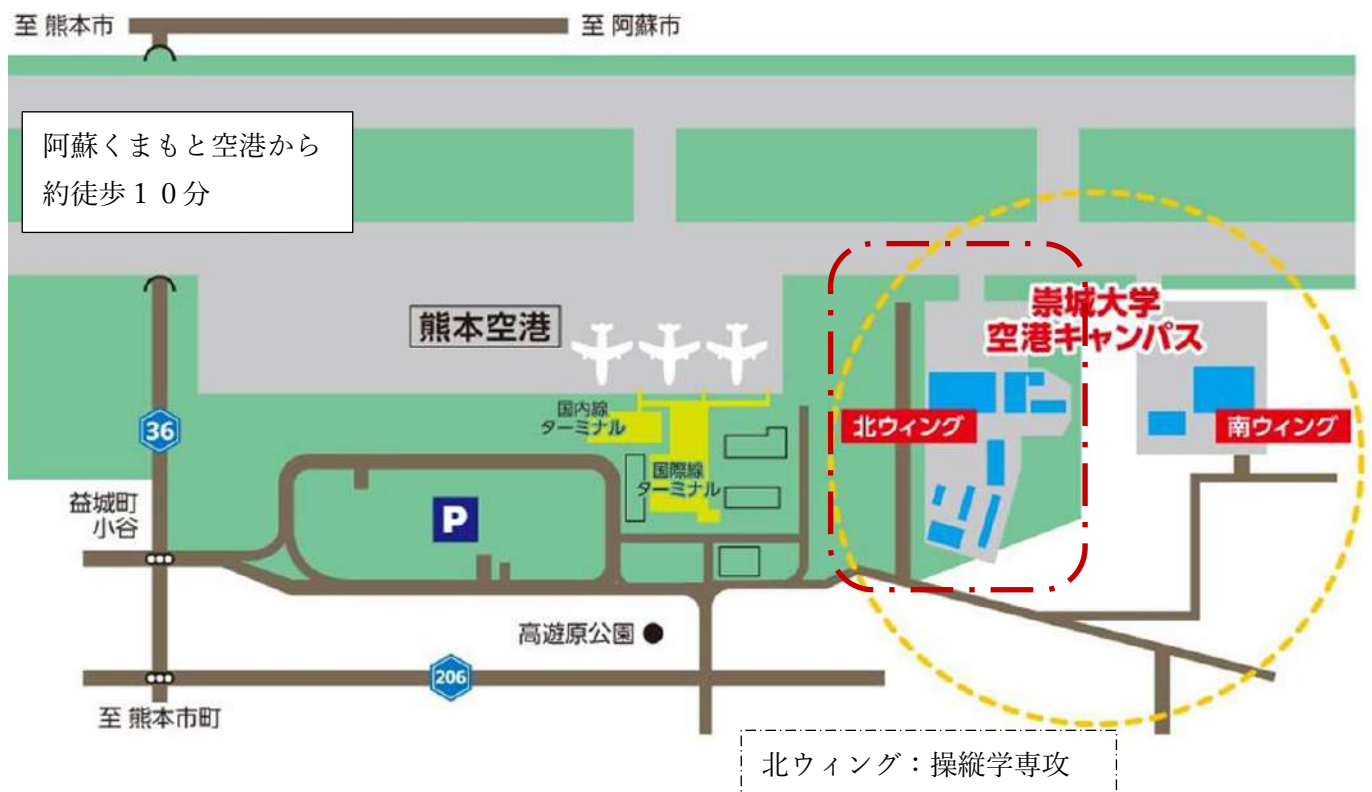 至 熊本市
至 阿蘇市
阿蘇くまもと空港から
約徒歩１０分
熊本空港
崇城大学
空港キャンパス
国内線
ターミナル
北ウィング
南ウィング
36
国際線
ターミナル
益城町
小谷
P
高遊原公園
206
至 熊本市町
北ウィング：操縦学専攻